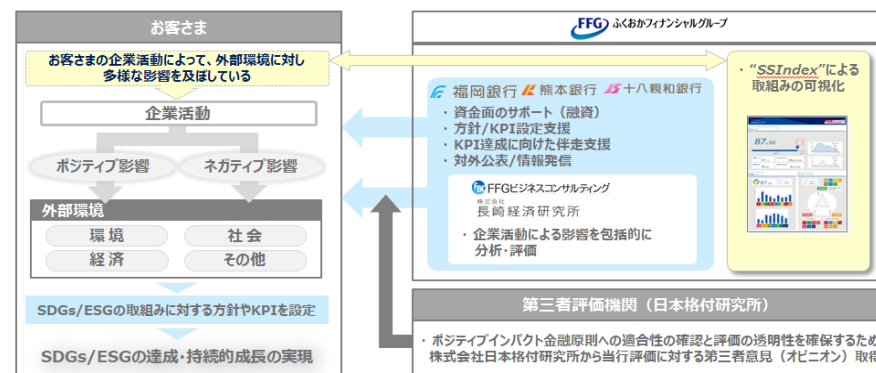 お客さま
お客さまの企業活動によって、外部環境に対し
多様な影響を及ぼしている
企業活動
ポジティブ影響
ネガティブ影響
外部環境
環境
社会
経済
その他
SDGs/ESGの取組みに対する方針やKPIを設定
SDGs/ESGの達成・持続的成長の実現
FFG ふくおかフィナンシャルグループ
福岡銀行 熊本銀行 十八親和銀行
・資金面のサポート（融資）
・方針/KPI設定支援
・KPI達成に向けた伴走支援
・対外公表/情報発信
FFGビジネスコンサルティング
株式会社
長崎経済研究所
・企業活動による影響を包括的に
分析・評価
・“SSIndex”による
取組みの可視化
第三者評価機関（日本格付研究所）
・ポジティブインパクト金融原則への適合性の確認と評価の透明性を確保するため
株式会社日本格付研究所から当行評価に対する第三者意見（オピニオン）取得